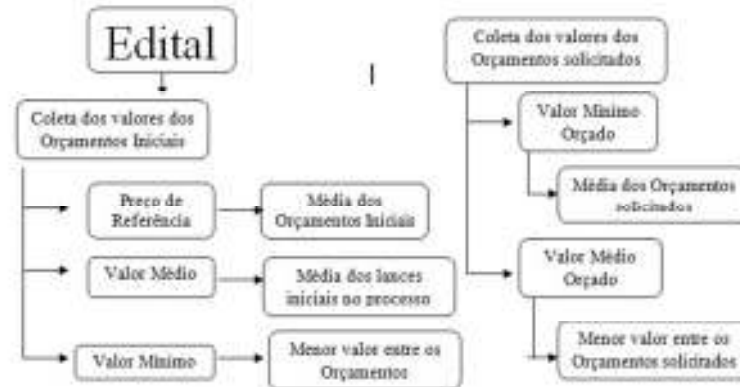 Edital
Coleta dos valores dos
Orçamentos Iniciais
Preço de
Referência
Média dos
Orçamentos Iniciais
Valor Médio
Média dos lances
iniciais no processo
Valor Mínimo
Menor valor entre os
Orçamentos
Coleta dos valores dos
Orçamentos solicitados
Valor Mínimo
Orçado
Média dos Orçamentos
solicitados
Valor Médio
Orçado
Menor valor entre os
Orçamentos solicitados